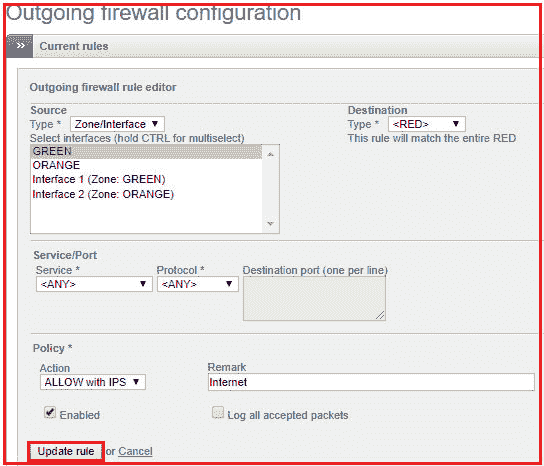 Outgoing firewall configuration
» Current rules
Outgoing firewall rule editor
Source Destination
Type * Zone/Interface Type * <RED>
Select interfaces (hold CTRL for multiselect) This rule will match the entire RED
GREEN
ORANGE
Interface 1 (Zone: GREEN)
Interface 2 (Zone: ORANGE)
Service/Port
Service * Protocol * Destination port (one per line)
<ANY> <ANY>
Policy *
Action Remark
ALLOW with IPS Internet
Enabled Log all accepted packets
Update rule or Cancel